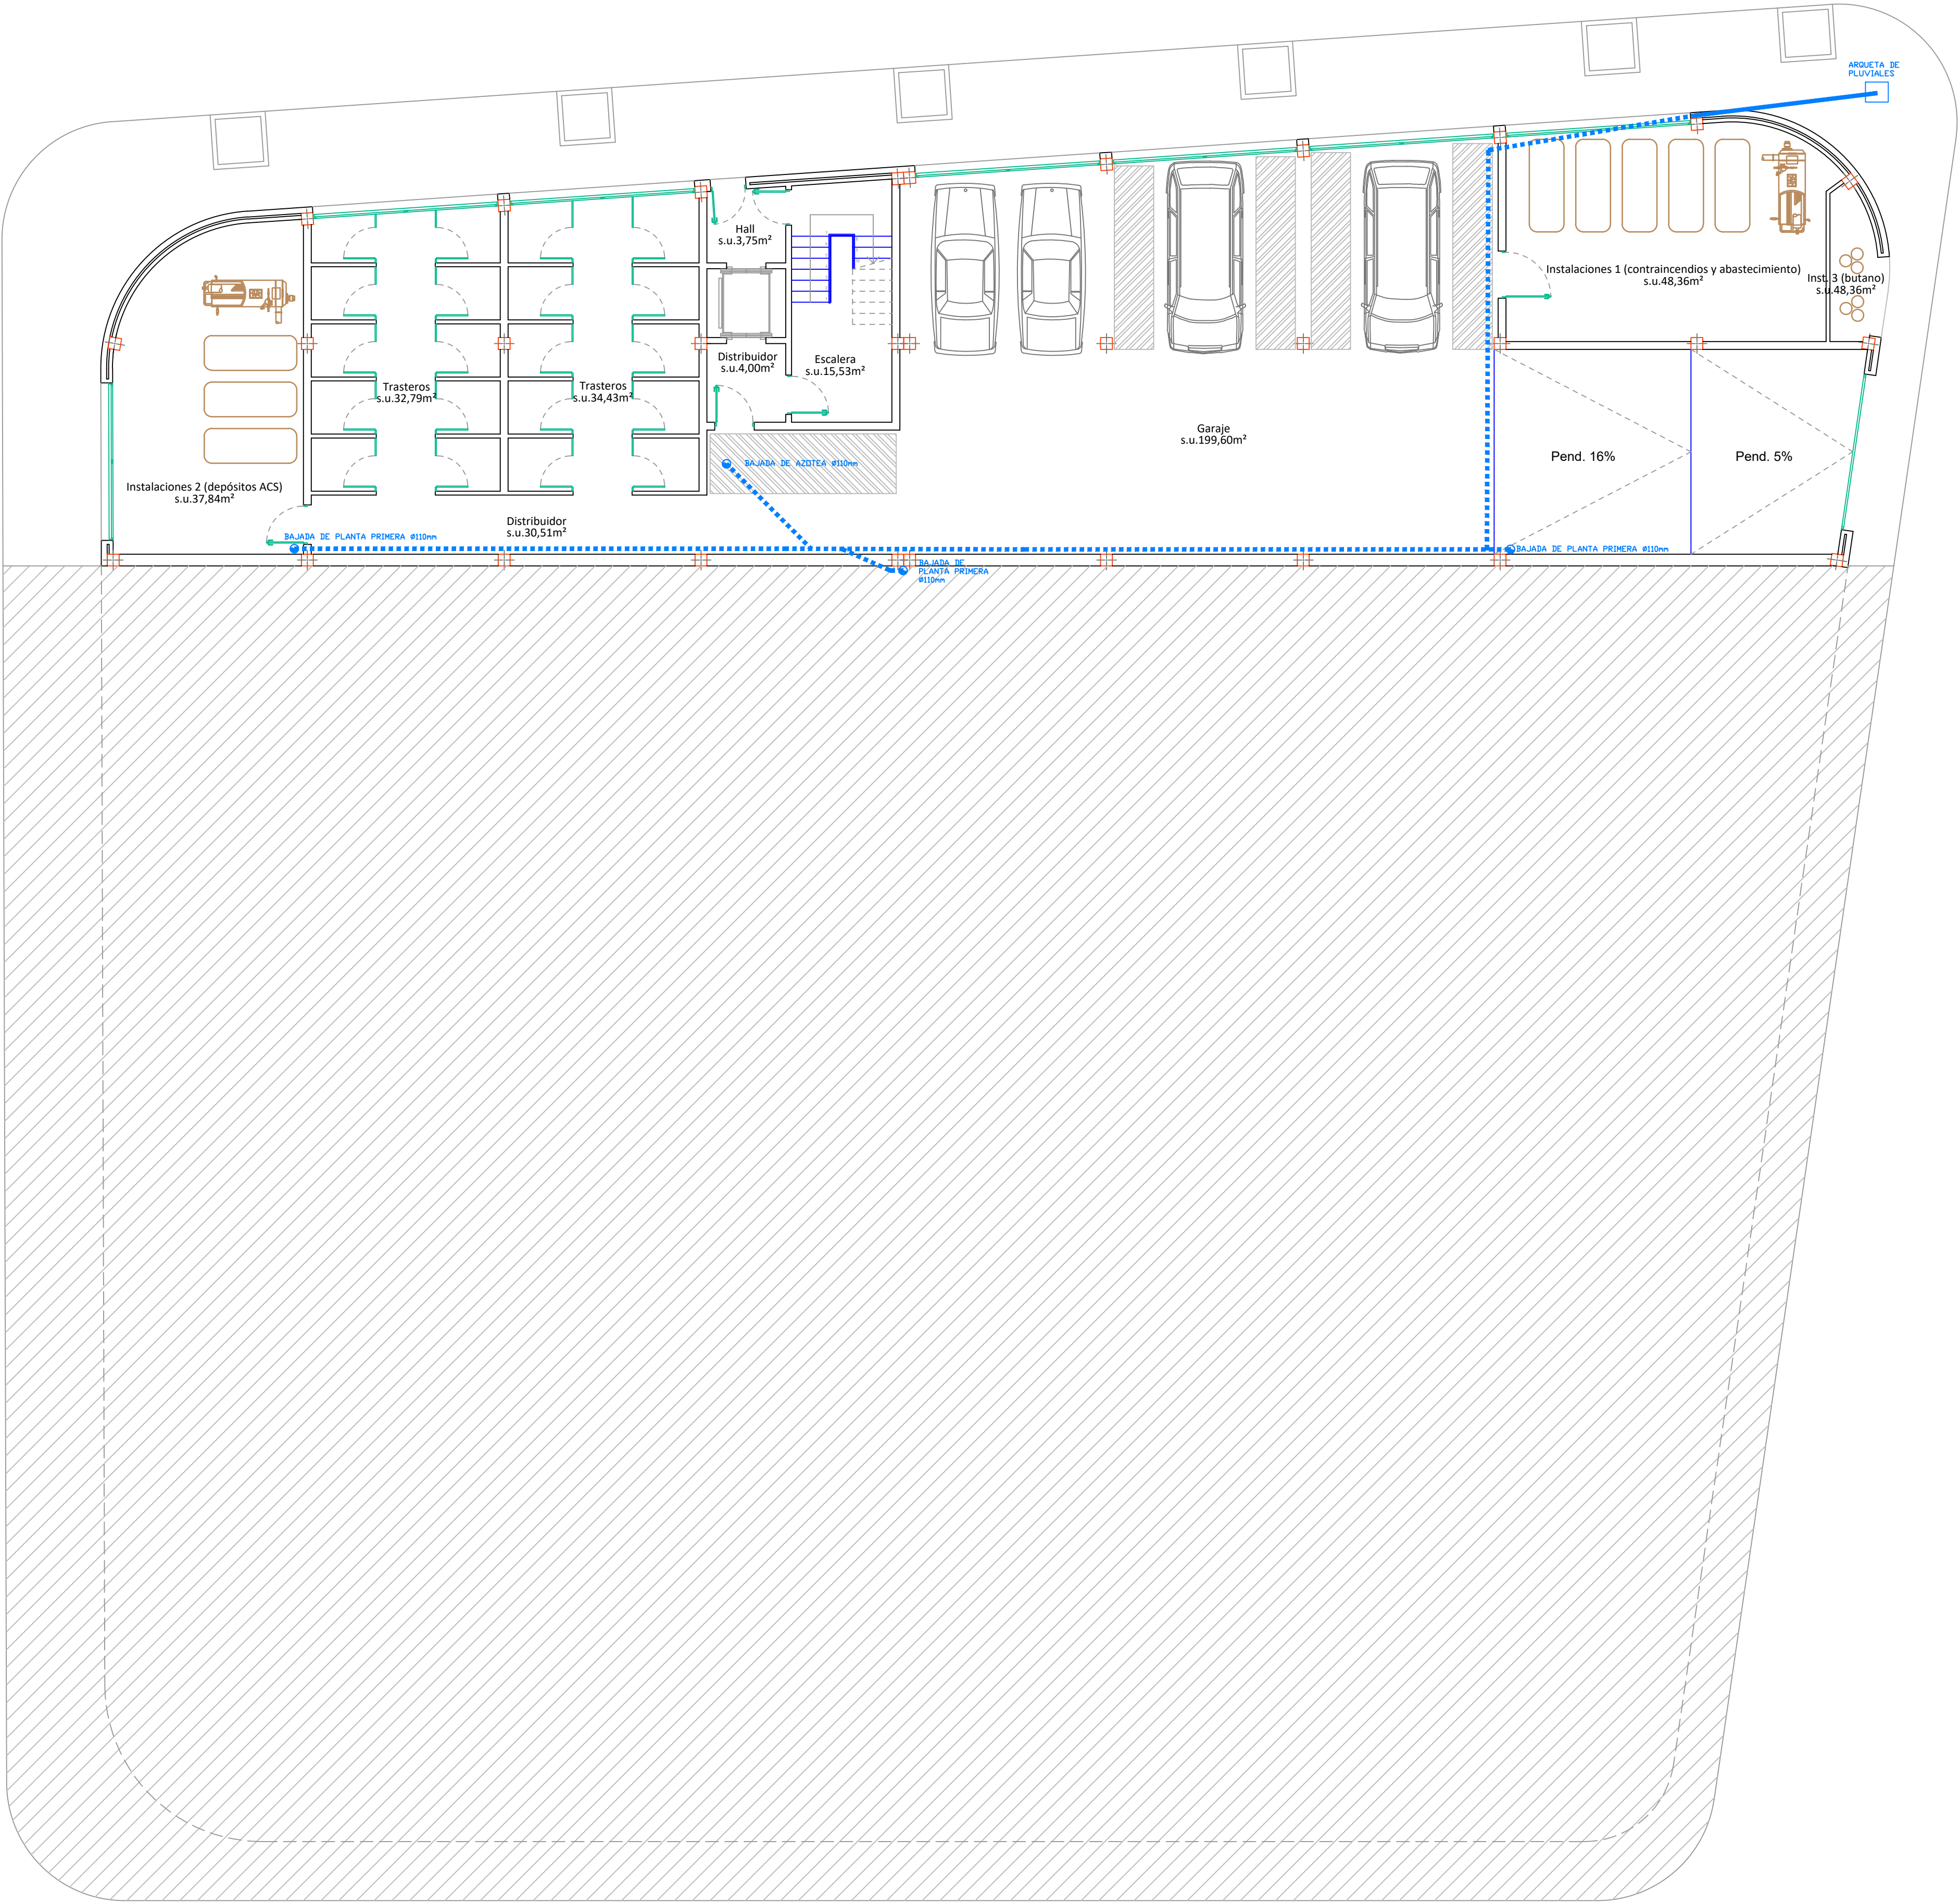 ARQUETA DE
PLUVIALES
Hall
s.u.3,75m²
Instalaciones 1 (contraincendios y abastecimiento)
s.u.48,36m²
Inst. 3 (butano)
s.u.48,36m²
Distribuidor
s.u.4,00m²
Escalera
s.u.15,53m²
Trasteros
s.u.32,79m²
Trasteros
s.u.34,43m²
Garaje
s.u.199,60m²
Pend. 16%
Pend. 5%
BAJADA DE AZOTEA Ø110mm
Instalaciones 2 (depósitos ACS)
s.u.37,84m²
Distribuidor
s.u.30,51m²
BAJADA DE PLANTA PRIMERA Ø110mm
BAJADA DE PLANTA PRIMERA Ø110mm
BAJADA DE
PLANTA PRIMERA
Ø110mm